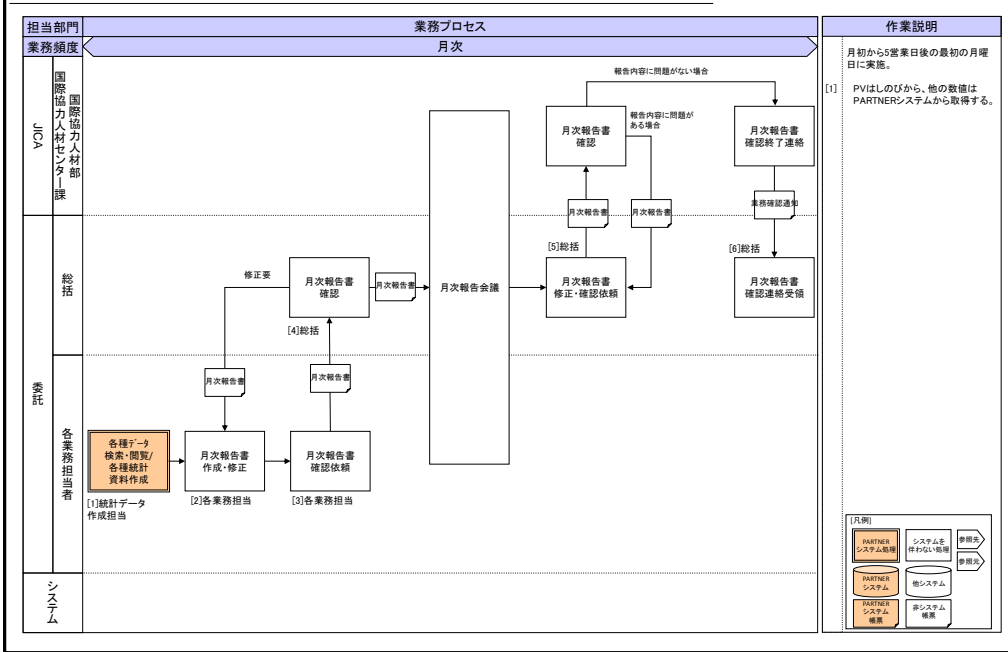 担当部門
業務プロセス
作業説明
業務頻度
月次
JICA
国際協力人材部
国際協力人材センター課
委託
総括
各業務担当者
システム
報告内容に問題がない場合
月次報告書
確認
報告内容に問題が
ある場合
月次報告書
確認終了連絡
月次報告書
月次報告書
業務確認通知
[5]総括
[6]総括
修正要
月次報告書
確認
月次報告書
月次報告会議
月次報告書
修正・確認依頼
月次報告書
確認連絡受領
[4]総括
月次報告書
月次報告書
各種データ
検索・閲覧/
各種統計
資料作成
月次報告書
作成・修正
月次報告書
確認依頼
[1]統計データ
作成担当
[2]各業務担当
[3]各業務担当
月初から5営業日後の最初の月曜
日に実施。
[1] PVはしのびから、他の数値は
PARTNERシステムから取得する。
[凡例]
PARTNER
システム処理
システムを
伴わない処理
参照先
参照元
PARTNER
システム
他システム
PARTNER
システム
帳票
非システム
帳票